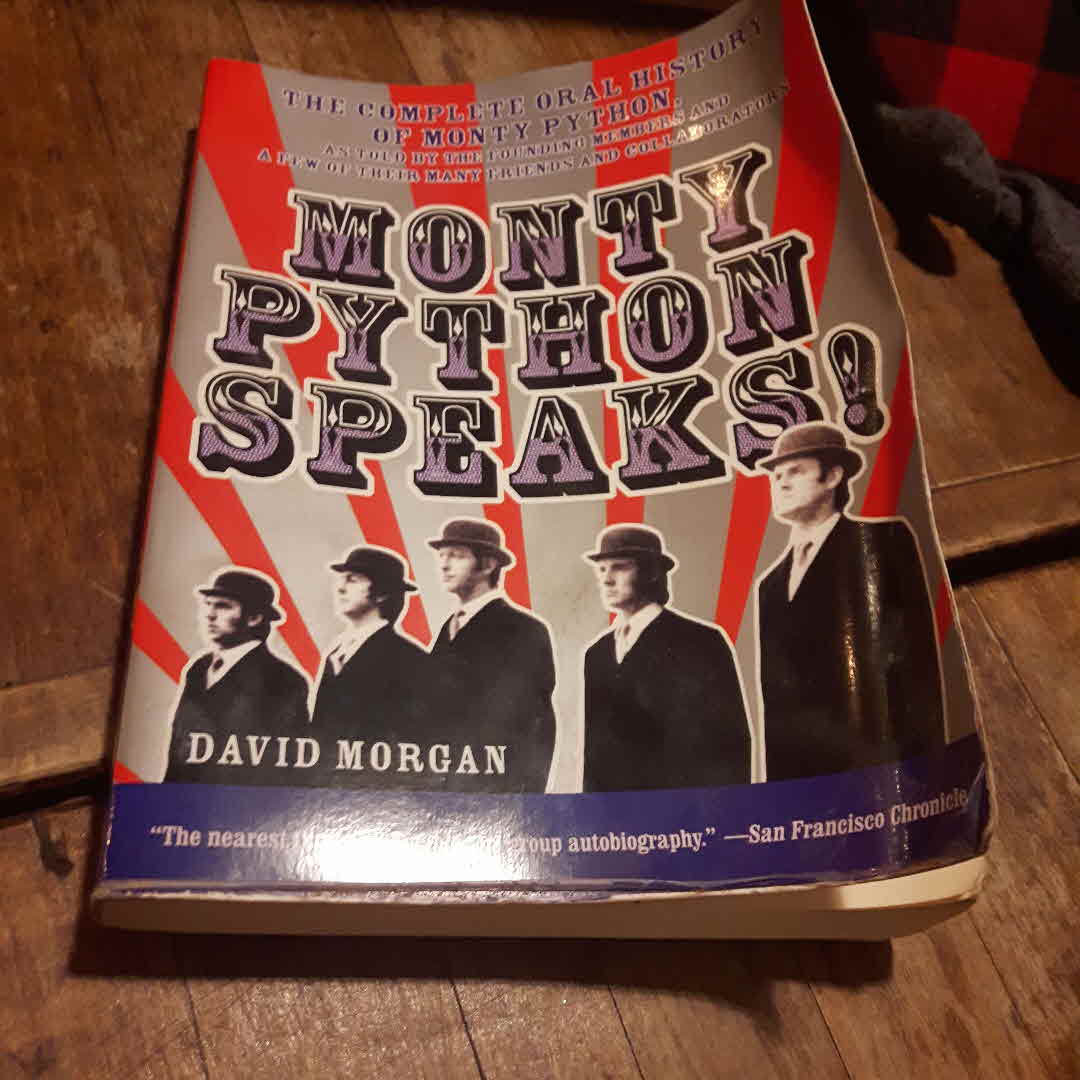 THE COMPLETE ORAL HISTORY
OF MONTY PYTHON,
AS TOLD BY THE FOUNDING MEMBERS AND
A FEW OF THEIR MANY FRIENDS AND COLLABORATORS
MONTY
PYTHON
SPEAKS!
DAVID MORGAN
"The nearest group autobiography." —San Francisco Chronicle